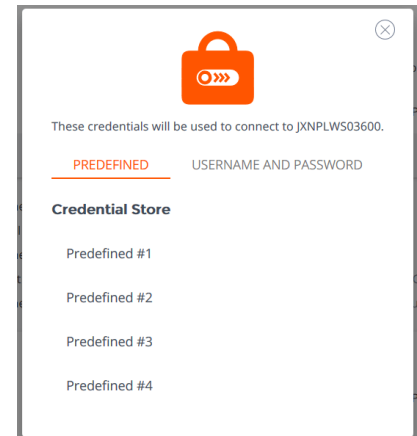 These credentials will be used to connect to JXNPLWS03600.
PREDEFINED USERNAME AND PASSWORD
Credential Store
Predefined #1
Predefined #2
Predefined #3
Predefined #4